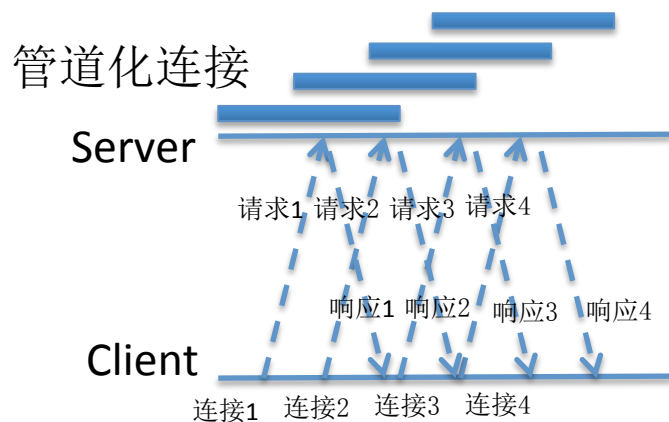 管道化连接
Server
请求1 请求2 请求3 请求4
响应1 响应2 响应3 响应4
Client
连接1 连接2 连接3 连接4